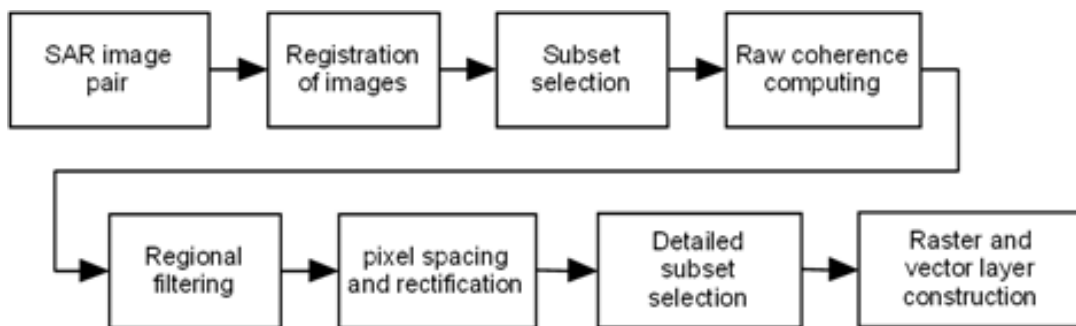 SAR image
pair
Registration
of images
Subset
selection
Raw coherence
computing
Regional
filtering
pixel spacing
and rectification
Detailed
subset
selection
Raster and
vector layer
construction